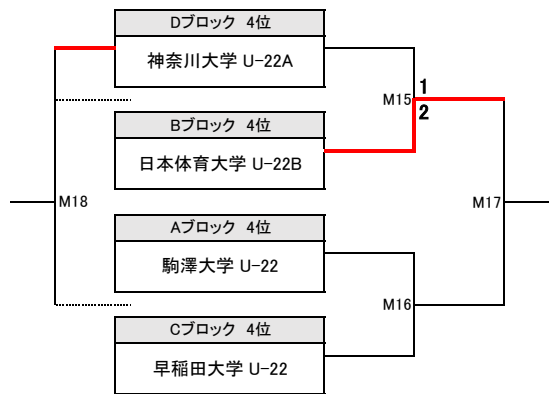 Dブロック 4位
神奈川大学 U-22A
1
M15
2
Bブロック 4位
日本体育大学 U-22B
M18
M17
Aブロック 4位
駒澤大学 U-22
M16
Cブロック 4位
早稲田大学 U-22